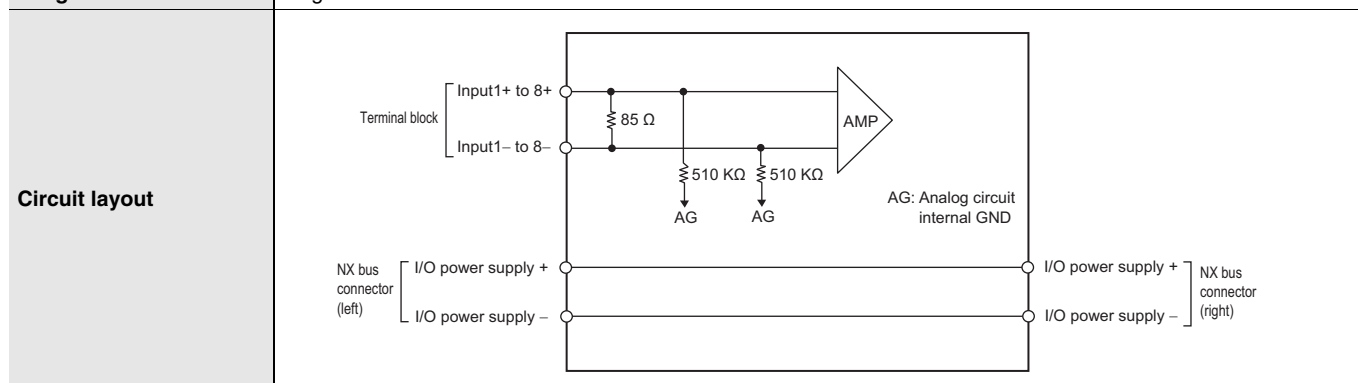 Circuit layout
Terminal block
Input1+ to 8+
Input1– to 8–
85 Ω
510 KΩ
510 KΩ
AG
AG
AMP
AG: Analog circuit
internal GND
NX bus
connector
(left)
I/O power supply +
I/O power supply –
I/O power supply +
I/O power supply –
NX bus
connector
(right)